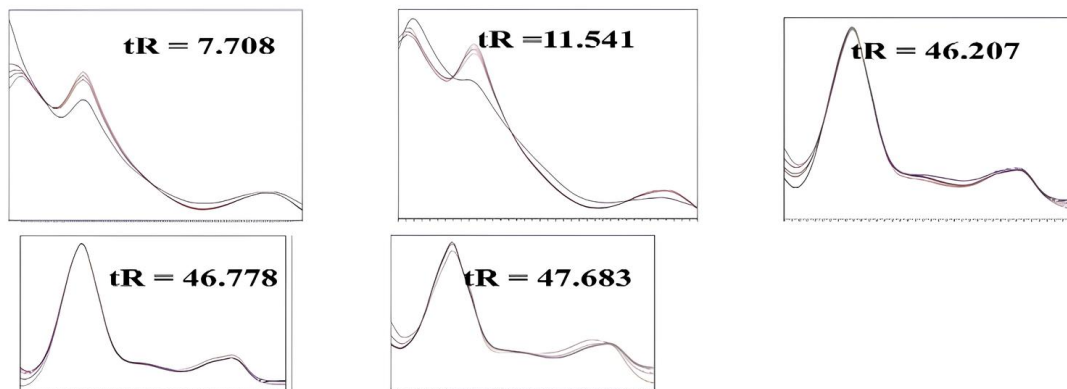 tR = 7.708
tR =11.541
tR = 46.207
tR = 46.778
tR = 47.683